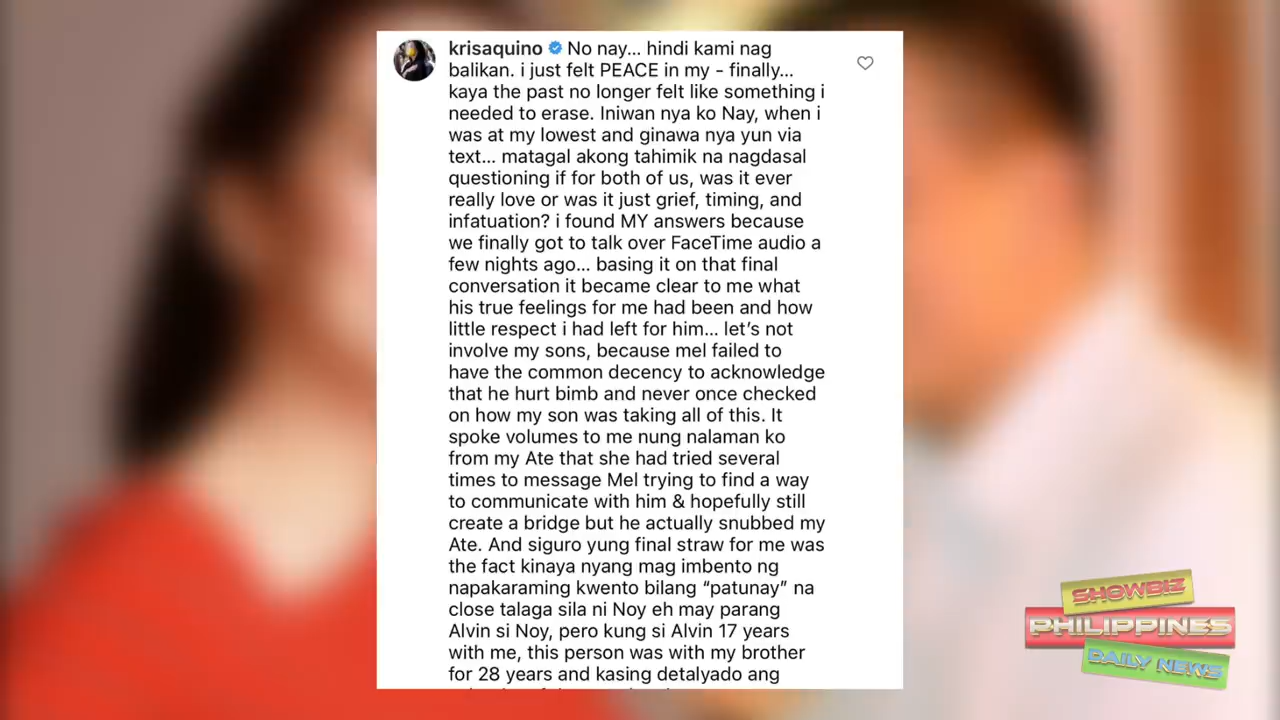 krisaquino No nay... hindi kami nag
balikan. i just felt PEACE in my - finally...
kaya the past no longer felt like something i
needed to erase. Iniwan nya ko Nay, when i
was at my lowest and ginawa nya yun via
text... matagal akong tahimik na nagdasal
questioning if for both of us, was it ever
really love or was it just grief, timing, and
infatuation? i found MY answers because
we finally got to talk over FaceTime audio a
few nights ago... basing it on that final
conversation it became clear to me what
his true feelings for me had been and how
little respect i had left for him... let’s not
involve my sons, because mel failed to
have the common decency to acknowledge
that he hurt bimb and never once checked
on how my son was taking all of this. It
spoke volumes to me nung nalaman ko
from my Ate that she had tried several
times to message Mel trying to find a way
to communicate with him & hopefully still
create a bridge but he actually snubbed my
Ate. And siguro yung final straw for me was
the fact kinaya nyang mag imbento ng
napakaraming kwento bilang “patunay” na
close talaga sila ni Noy eh may parang
Alvin si Noy, pero kung si Alvin 17 years
with me, this person was with my brother
for 28 years and kasing detalyado ang
SHOWBIZ
PHILIPPINES
DAILY NEWS